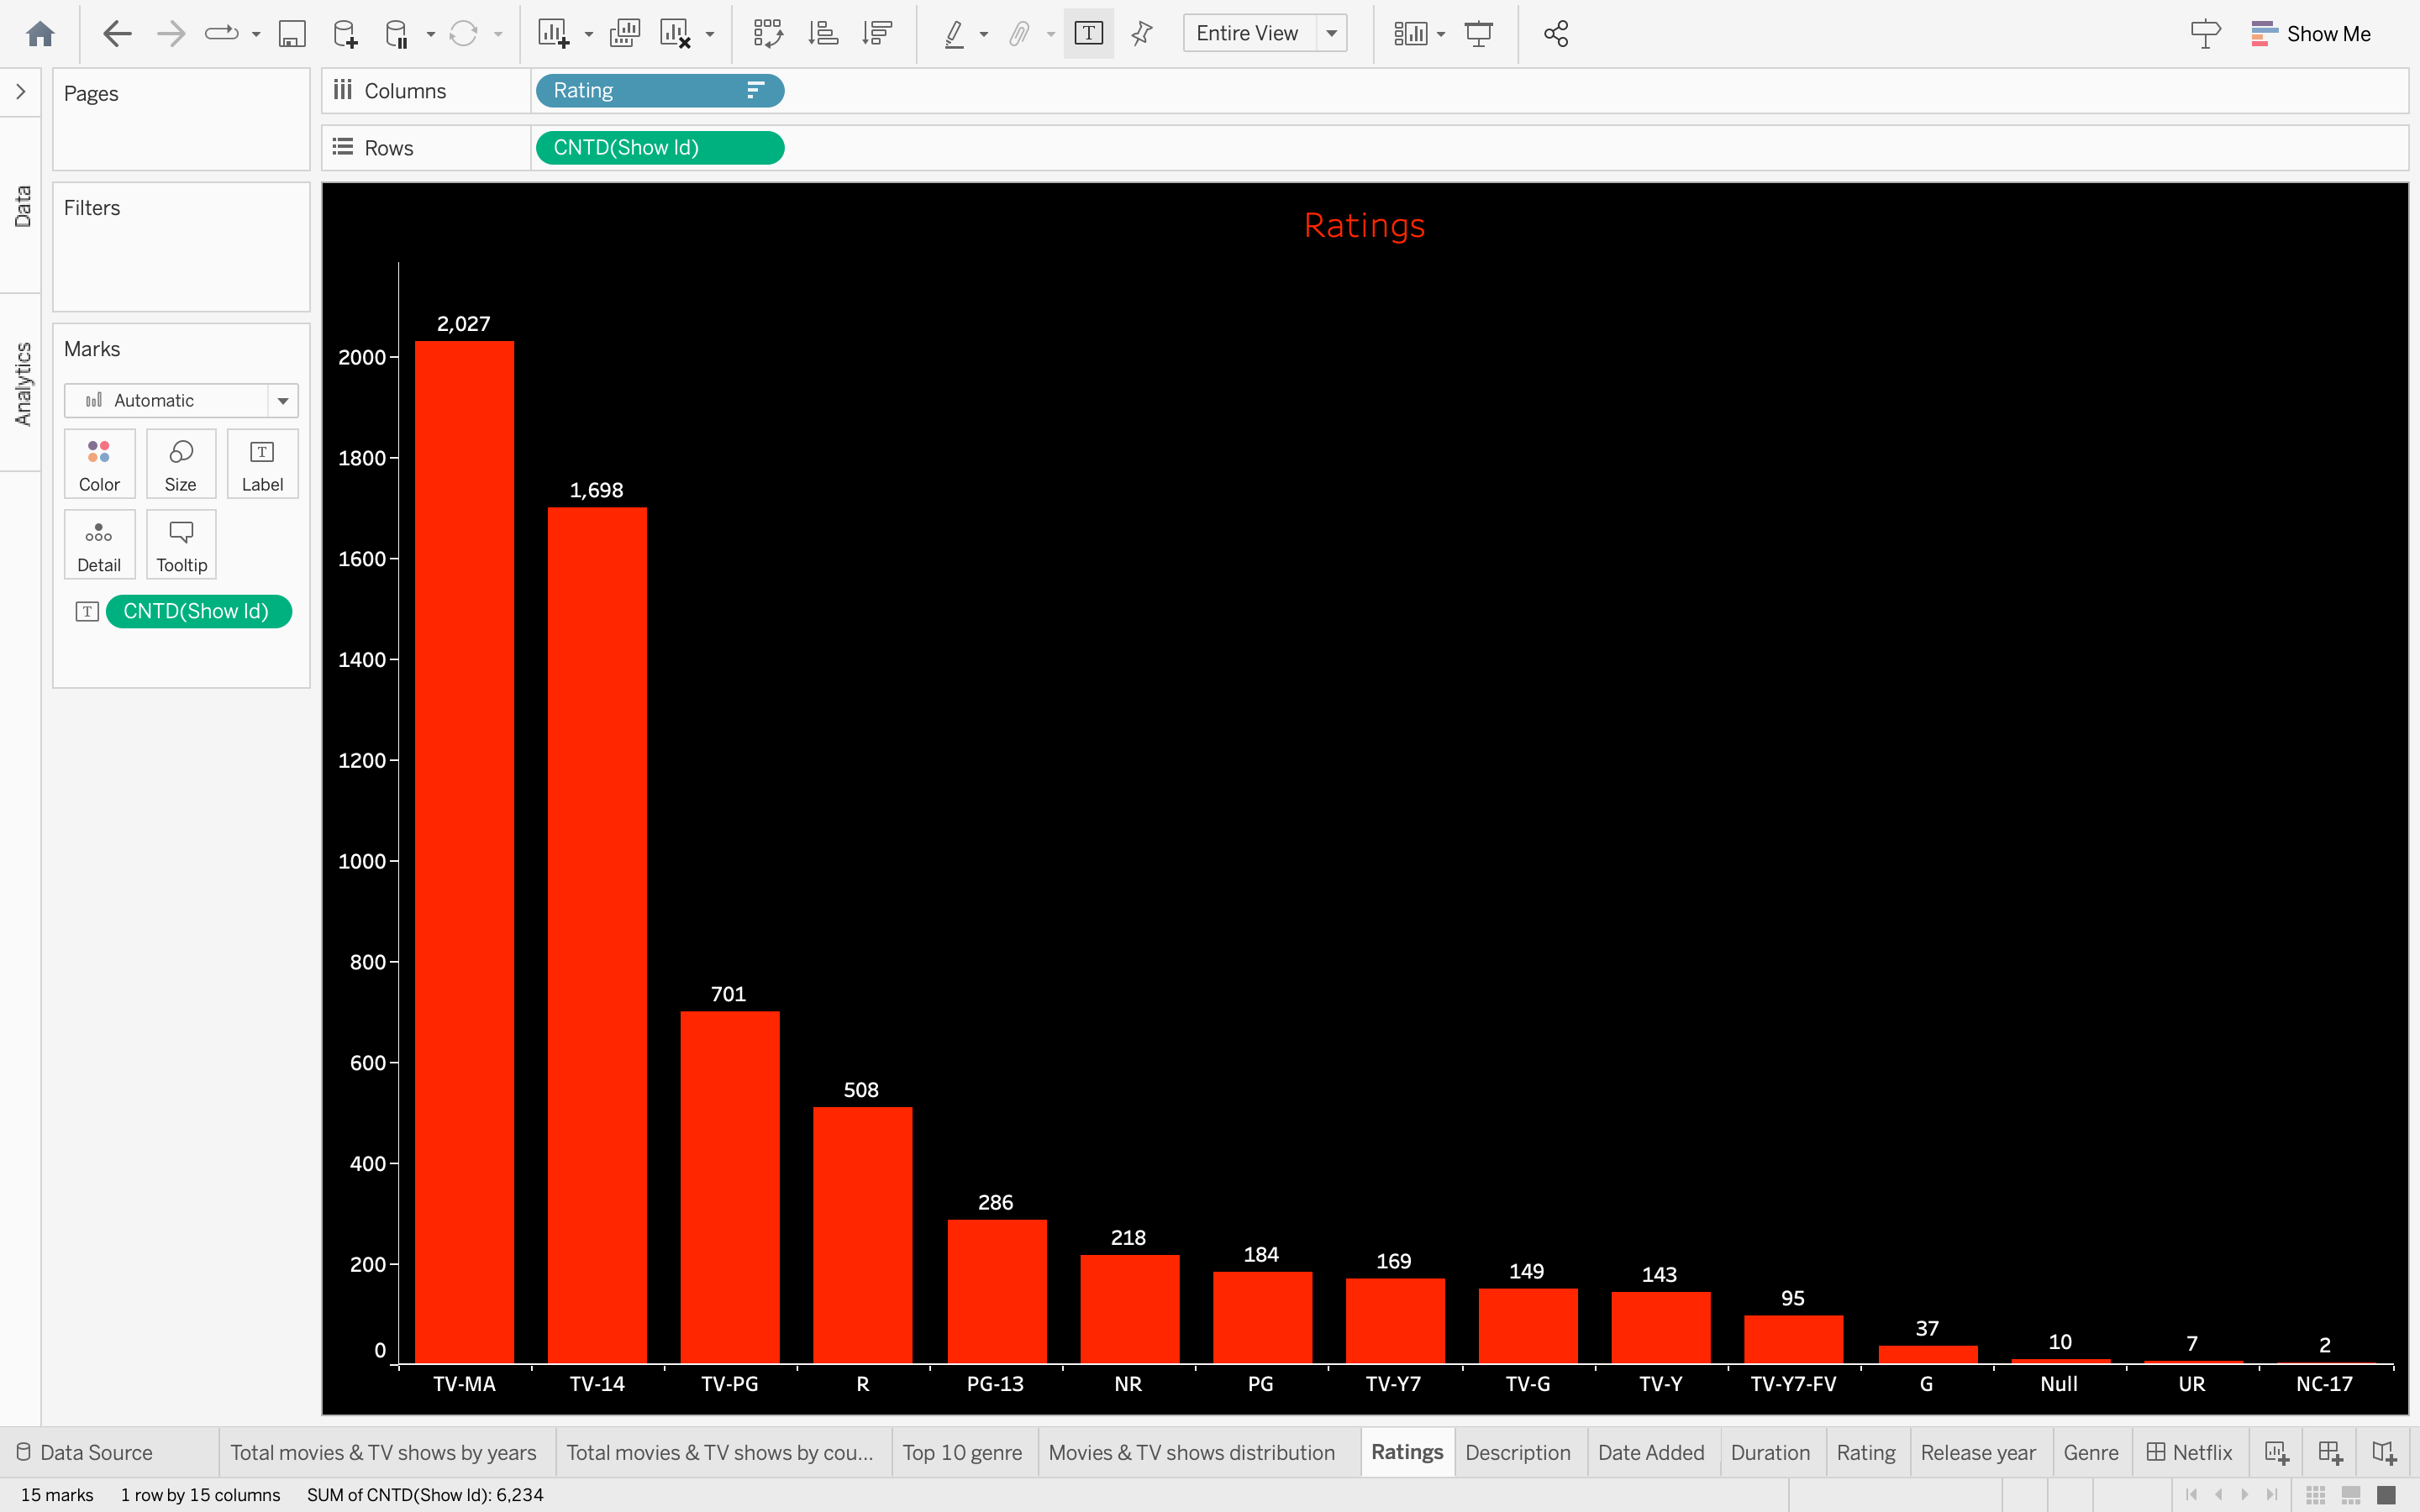 Entire View
Show Me
Pages
Columns
Rating
Rows
CNTD(Show Id)
Data
Analytics
Filters
Marks
Automatic
Color
Size
T
Label
Detail
Tooltip
T
CNTD(Show Id)
Ratings
2000
1800
1600
1400
1200
1000
800
600
400
200
0
2,027
1,698
701
508
286
218
184
169
149
143
95
37
10
7
2
TV-MA
TV-14
TV-PG
R
PG-13
NR
PG
TV-Y7
TV-G
TV-Y
TV-Y7-FV
G
Null
UR
NC-17
Data Source
Total movies & TV shows by years
Total movies & TV shows by cou...
Top 10 genre
Movies & TV shows distribution
Ratings
Description
Date Added
Duration
Rating
Release year
Genre
Netflix
15 marks
1 row by 15 columns
SUM of CNTD(Show Id): 6,234